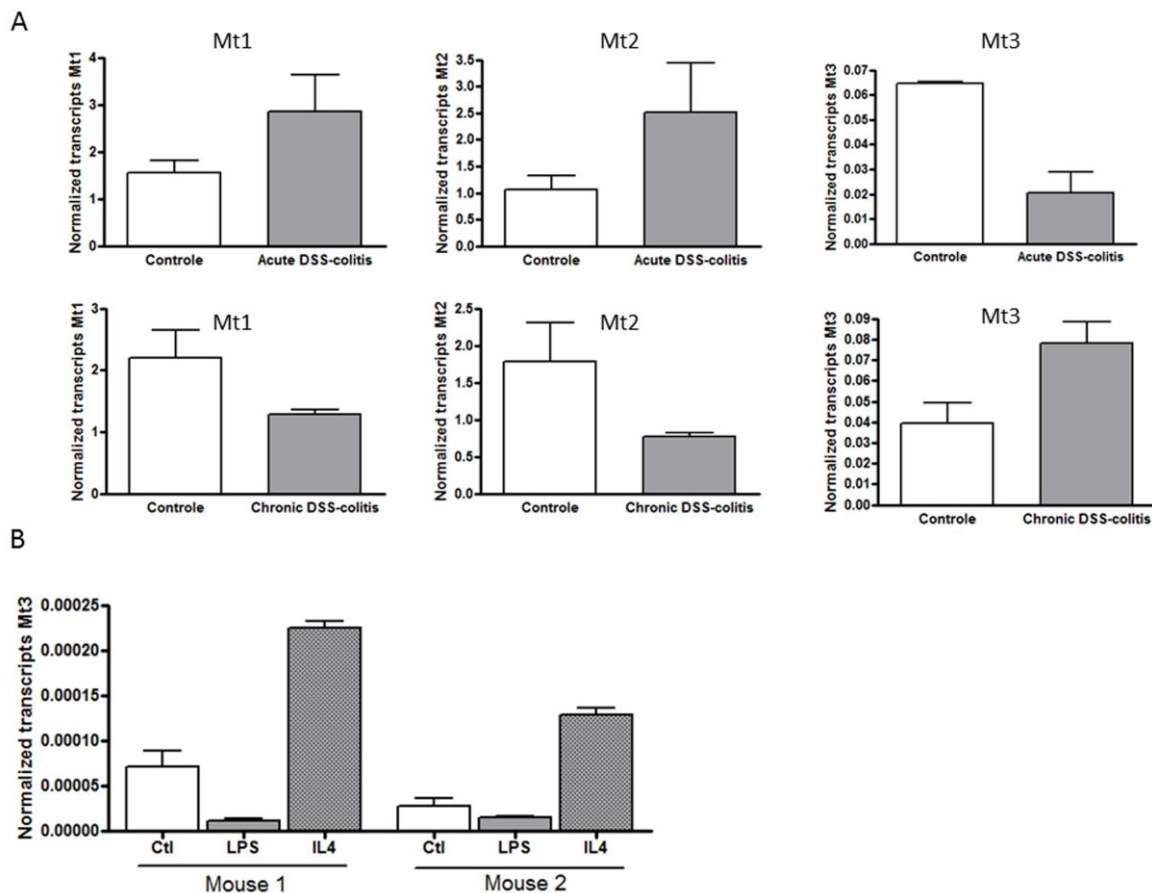 A
Mt1
Normalized transcripts Mt1
4
3
2
1
0
Controle Acute DSS-colitis
Mt2
Normalized transcripts Mt2
3.5
3.0
2.5
2.0
1.5
1.0
0.5
0.0
Controle Acute DSS-colitis
Mt3
Normalized transcripts Mt3
0.07
0.06
0.05
0.04
0.03
0.02
0.01
0.00
Controle Acute DSS-colitis
Mt1
Normalized transcripts Mt1
3
2
1
0
Controle Chronic DSS-colitis
Mt2
Normalized transcripts Mt2
2.5
2.0
1.5
1.0
0.5
0.0
Controle Chronic DSS-colitis
Mt3
Normalized transcripts Mt3
0.09
0.08
0.07
0.06
0.05
0.04
0.03
0.02
0.01
0.00
Controle Chronic DSS-colitis
B
Normalized transcripts Mt3
0.00025
0.00020
0.00015
0.00010
0.00005
0.00000
Ctl LPS IL4 Ctl LPS IL4
Mouse 1 Mouse 2